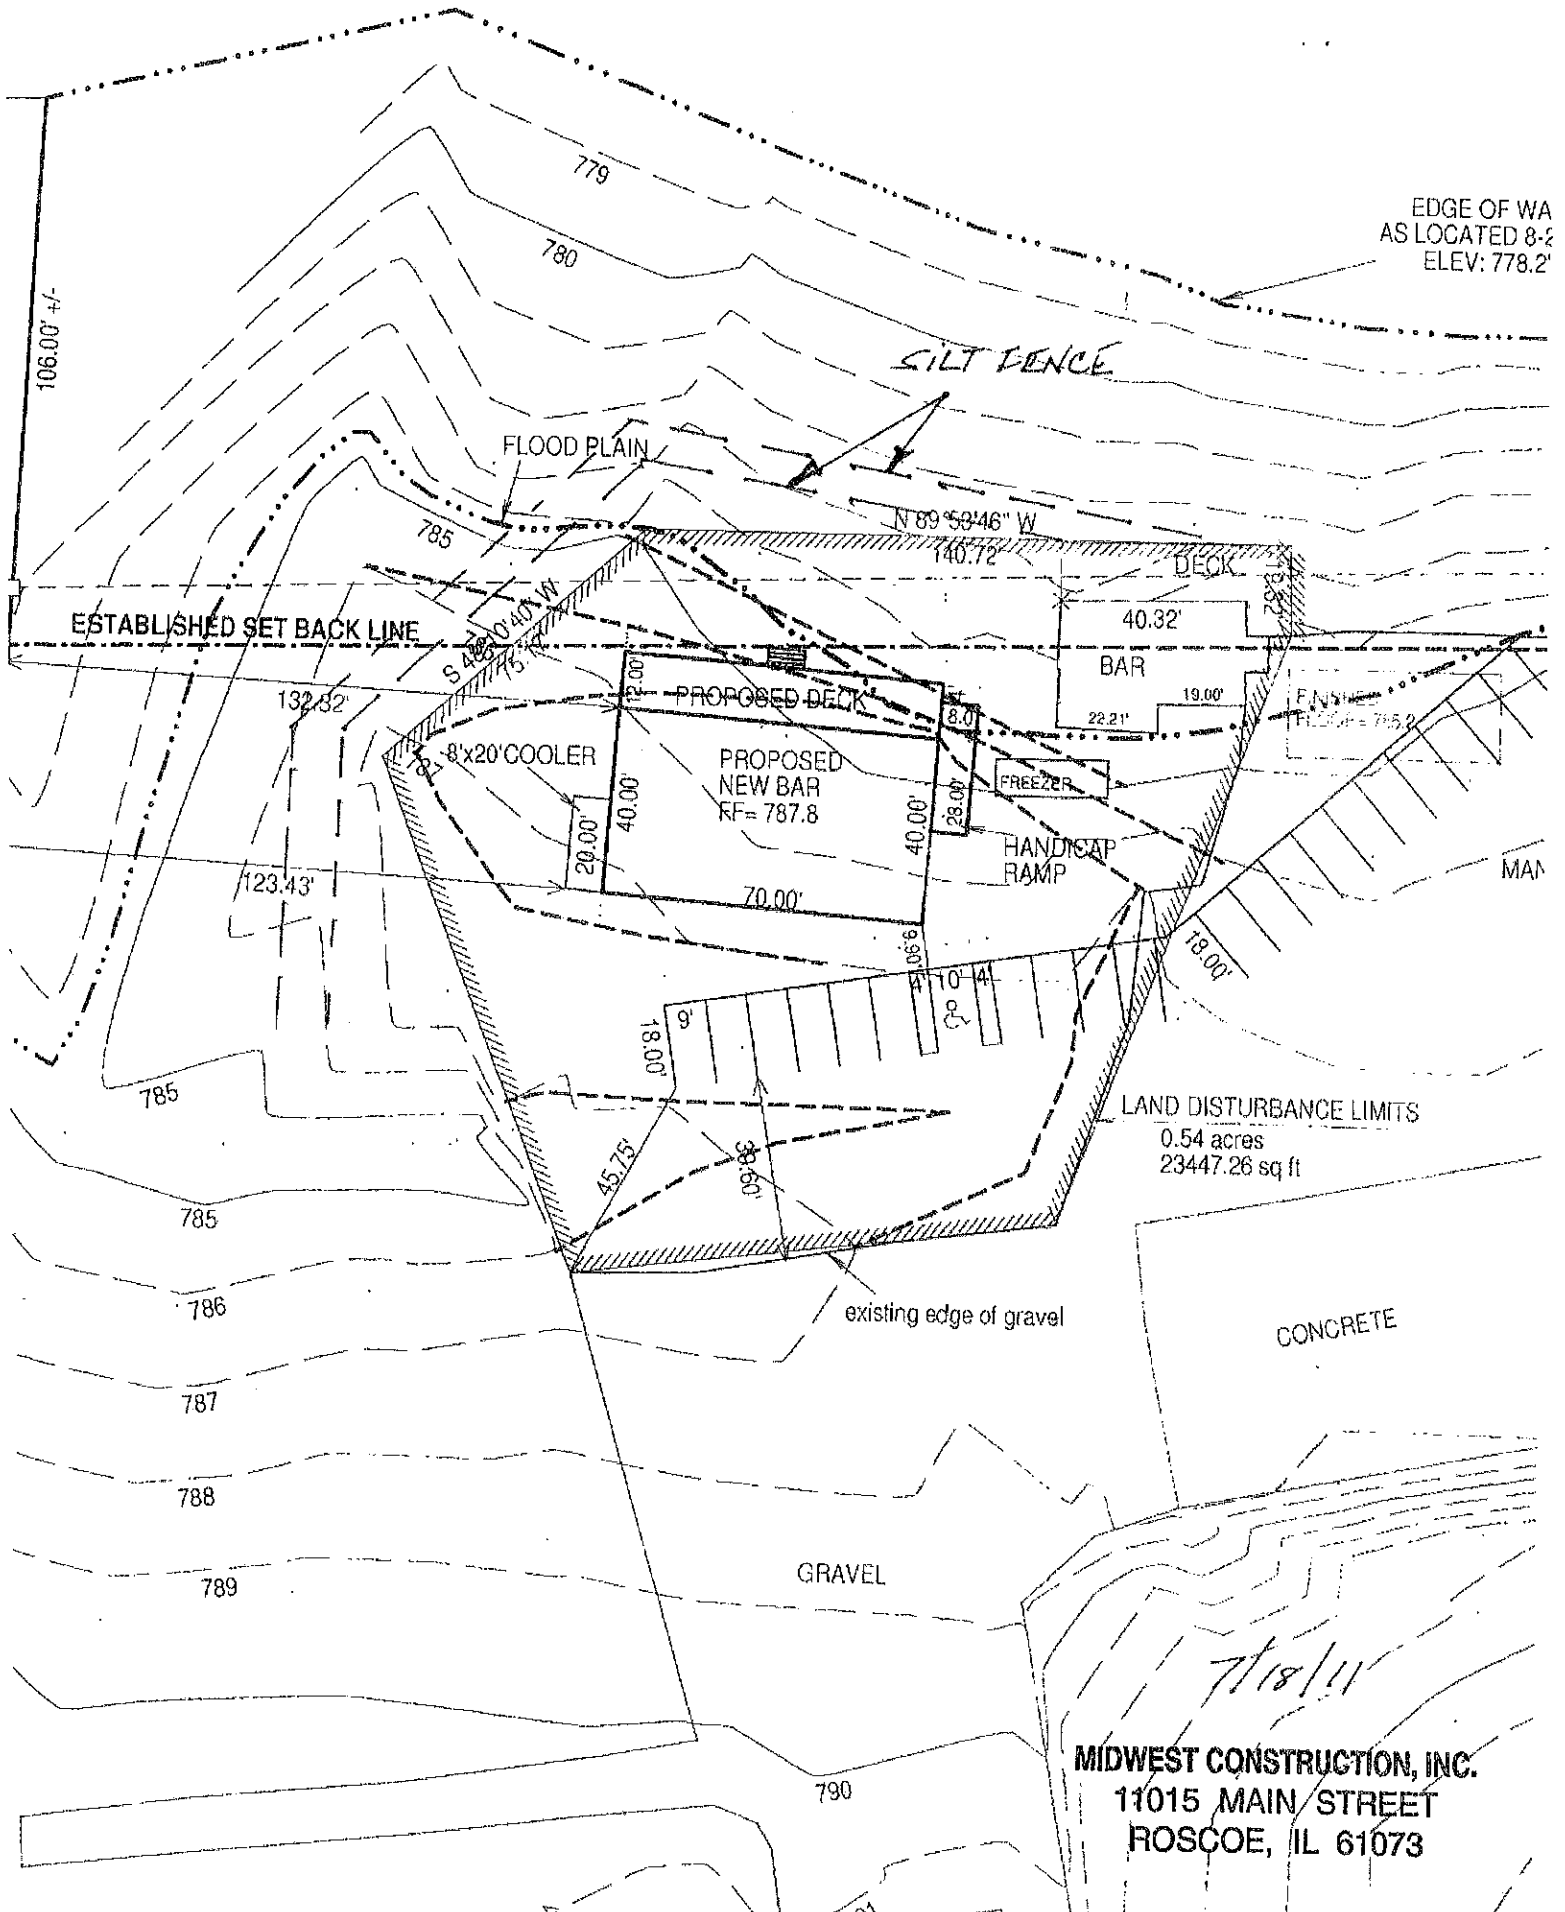 779
780
EDGE OF WA
AS LOCATED 8-2
ELEV: 778.2'
106.00' +/-
SILT FENCE
FLOOD PLAIN
785
N 89°53'46" W
140.72'
DECK
ESTABLISHED SET BACK LINE
40.32'
BAR
132.82'
12.00'
PROPOSED DECK
8.0
22.21'
19.00'
8'x20' COOLER
PROPOSED
NEW BAR
FF= 787.8
FREEZER
40.00'
20.00'
40.00'
28.00'
HANDICAP
RAMP
MAN
123.43'
70.00'
9.90'
18.00'
4' 10' 4'
9'
18.00'
785
LAND DISTURBANCE LIMITS
0.54 acres
23447.26 sq ft
45.75'
785
786
existing edge of gravel
CONCRETE
787
788
789
GRAVEL
7/18/11
790
MIDWEST CONSTRUCTION, INC.
11015 MAIN STREET
ROSCOE, IL 61073